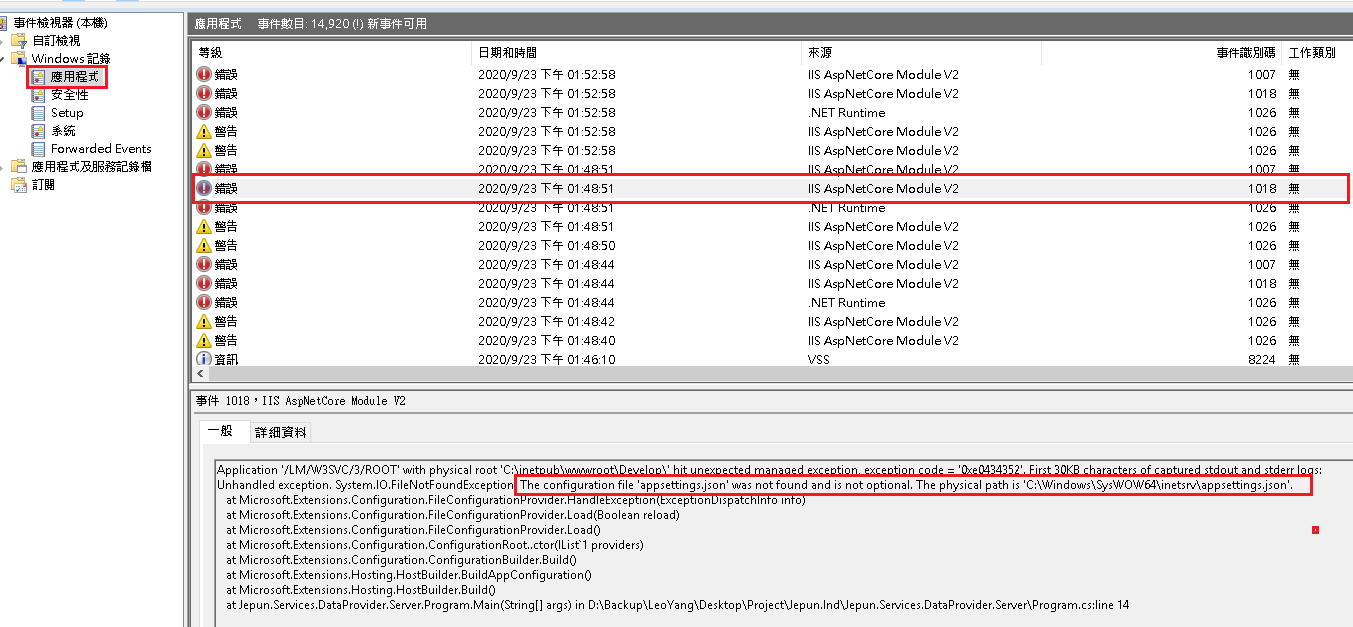 事件檢視器 (本機)
自訂檢視
Windows 記錄
應用程式
安全性
Setup
系統
Forwarded Events
應用程式及服務記錄檔
訂閱
應用程式 事件數目: 14,920 (!) 新事件可用
等級 日期和時間 來源 事件識別碼 工作類別
錯誤 2020/9/23 下午 01:52:58 IIS AspNetCore Module V2 1007 無
錯誤 2020/9/23 下午 01:52:58 IIS AspNetCore Module V2 1018 無
錯誤 2020/9/23 下午 01:52:58 .NET Runtime 1026 無
警告 2020/9/23 下午 01:52:58 IIS AspNetCore Module V2 1026 無
警告 2020/9/23 下午 01:52:58 IIS AspNetCore Module V2 1026 無
錯誤 2020/9/23 下午 01:48:51 IIS AspNetCore Module V2 1007 無
錯誤 2020/9/23 下午 01:48:51 IIS AspNetCore Module V2 1018 無
錯誤 2020/9/23 下午 01:48:51 .NET Runtime 1026 無
警告 2020/9/23 下午 01:48:51 IIS AspNetCore Module V2 1026 無
警告 2020/9/23 下午 01:48:50 IIS AspNetCore Module V2 1026 無
錯誤 2020/9/23 下午 01:48:44 IIS AspNetCore Module V2 1007 無
錯誤 2020/9/23 下午 01:48:44 IIS AspNetCore Module V2 1018 無
錯誤 2020/9/23 下午 01:48:44 .NET Runtime 1026 無
警告 2020/9/23 下午 01:48:42 IIS AspNetCore Module V2 1026 無
警告 2020/9/23 下午 01:48:40 IIS AspNetCore Module V2 1026 無
資訊 2020/9/23 下午 01:46:10 VSS 8224 無
事件 1018，IIS AspNetCore Module V2
一般 詳細資料
Application '/LM/W3SVC/3/ROOT' with physical root 'C:\inetpub\wwwroot\Develop\' hit unexpected managed exception, exception code = '0xe0434352'. First 30KB characters of captured stdout and stderr logs:
Unhandled exception. System.IO.FileNotFoundException: The configuration file 'appsettings.json' was not found and is not optional. The physical path is 'C:\Windows\SysWOW64\inetsrv\appsettings.json'.
at Microsoft.Extensions.Configuration.FileConfigurationProvider.HandleException(ExceptionDispatchInfo info)
at Microsoft.Extensions.Configuration.FileConfigurationProvider.Load(Boolean reload)
at Microsoft.Extensions.Configuration.FileConfigurationProvider.Load()
at Microsoft.Extensions.Configuration.ConfigurationRoot..ctor(IList`1 providers)
at Microsoft.Extensions.Configuration.ConfigurationBuilder.Build()
at Microsoft.Extensions.Hosting.HostBuilder.BuildAppConfiguration()
at Microsoft.Extensions.Hosting.HostBuilder.Build()
at Jepun.Services.DataProvider.Server.Program.Main(String[] args) in D:\Backup\LeoYang\Desktop\Project\Jepun.Ind\Jepun.Services.DataProvider.Server\Program.cs:line 14